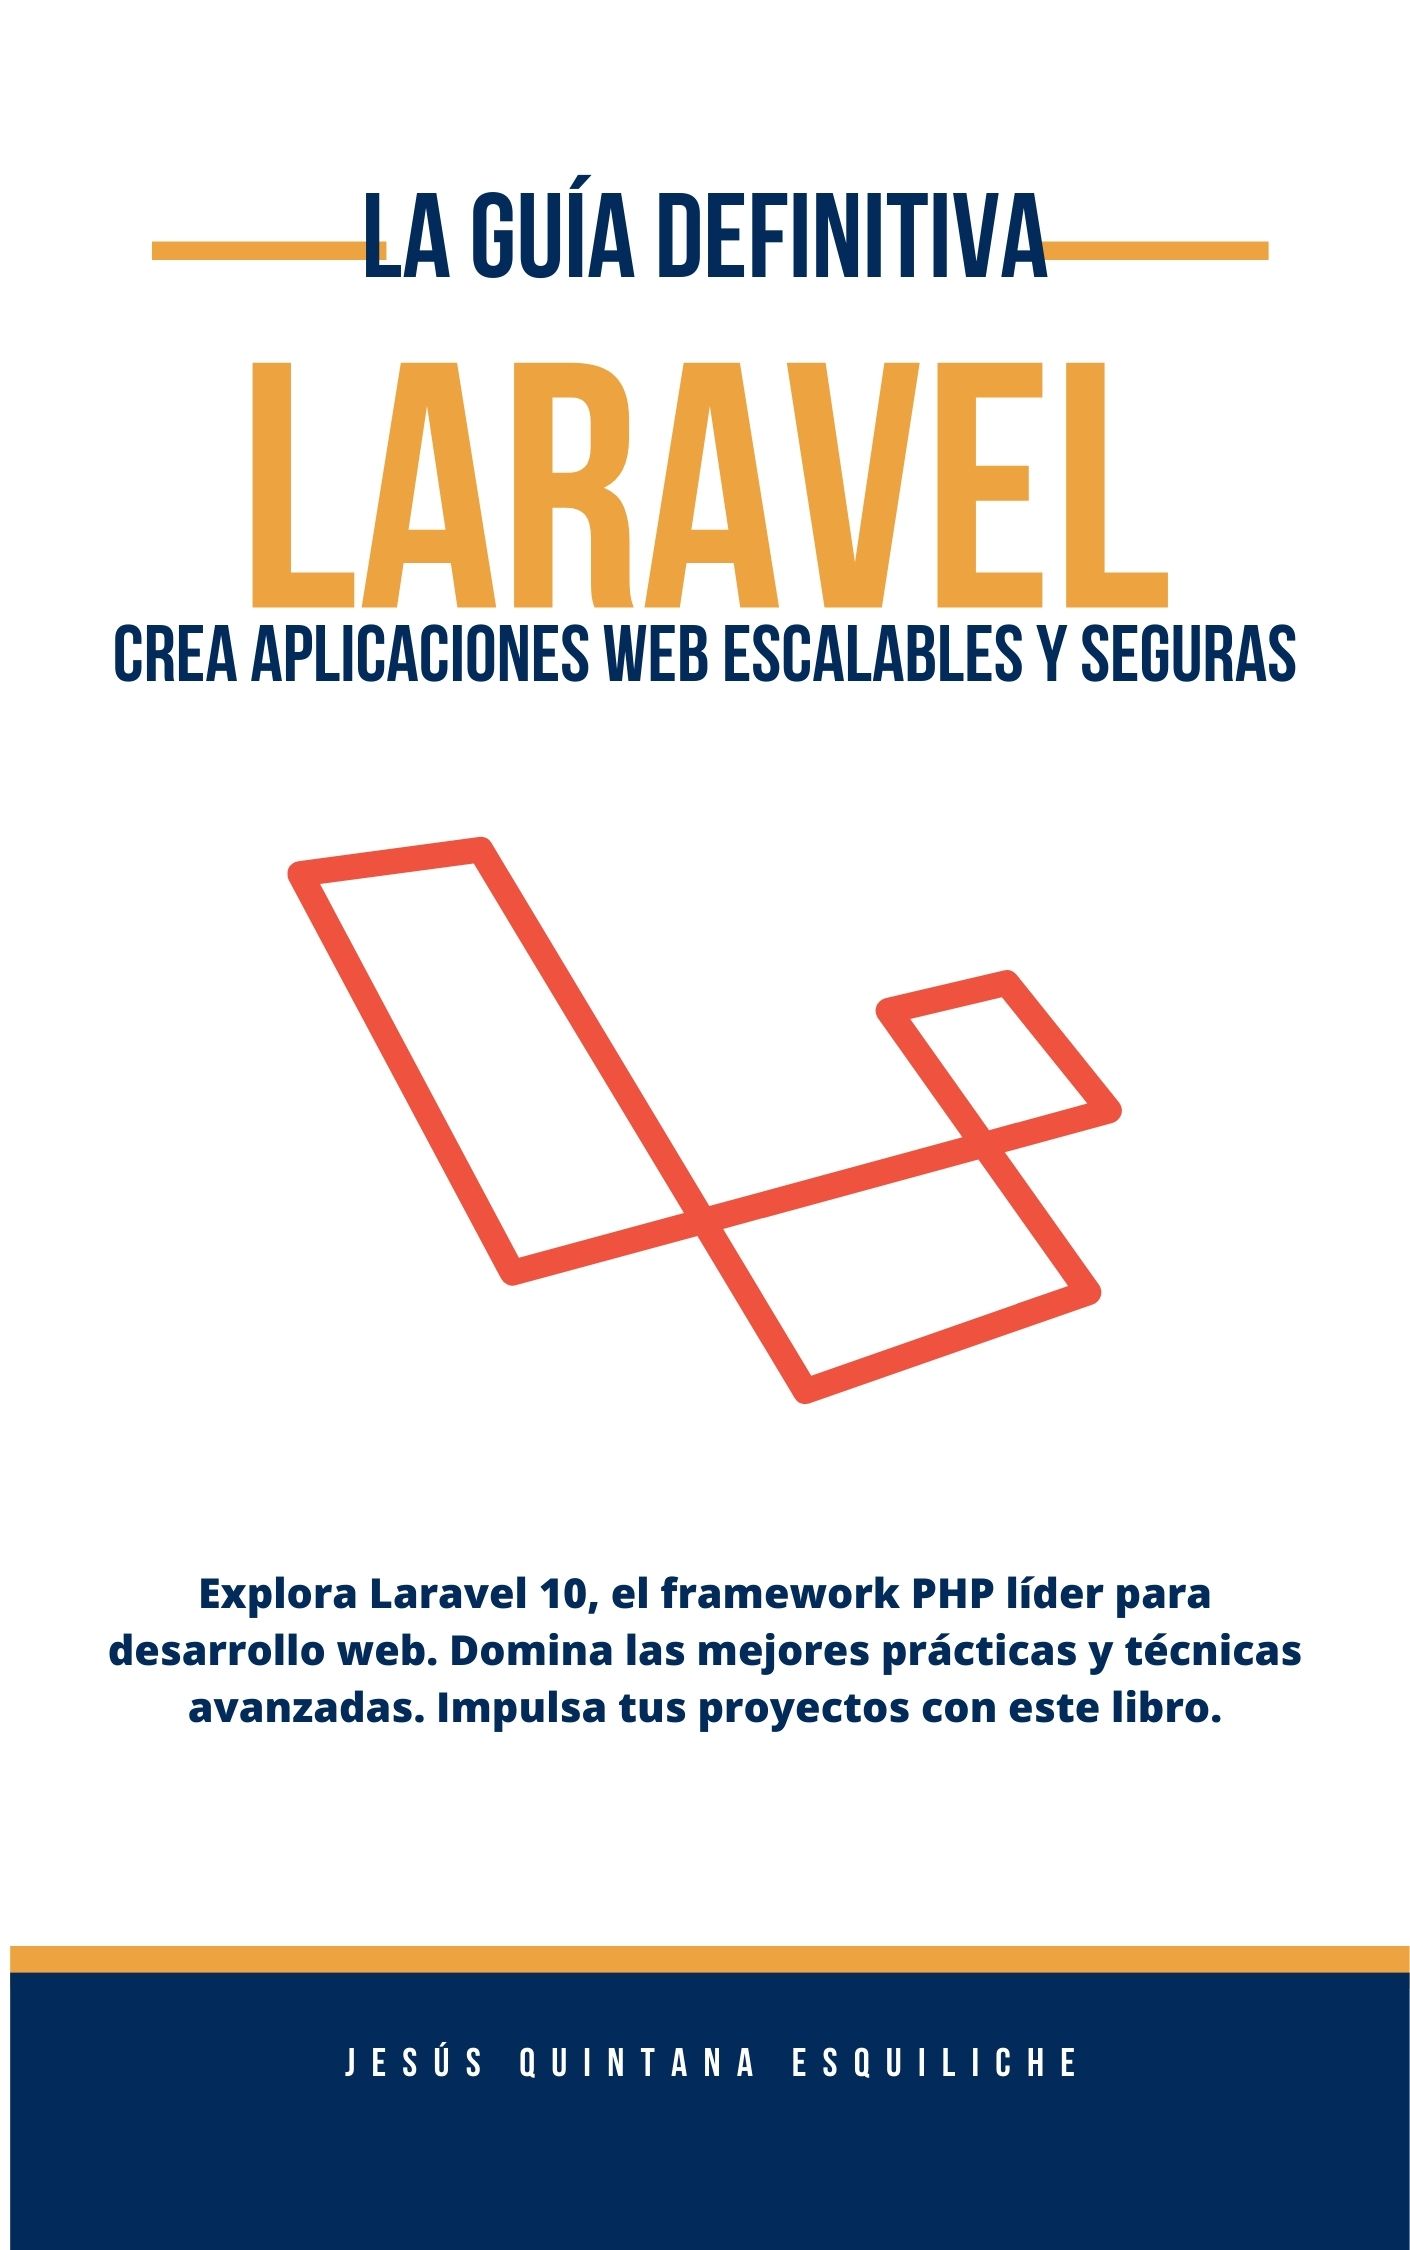 LA GUÍA DEFINITIVA
LARAVEL
CREA APLICACIONES WEB ESCALABLES Y SEGURAS
Explora Laravel 10, el framework PHP líder para
desarrollo web. Domina las mejores prácticas y técnicas
avanzadas. Impulsa tus proyectos con este libro.
JESÚS QUINTANA ESQUILICHE